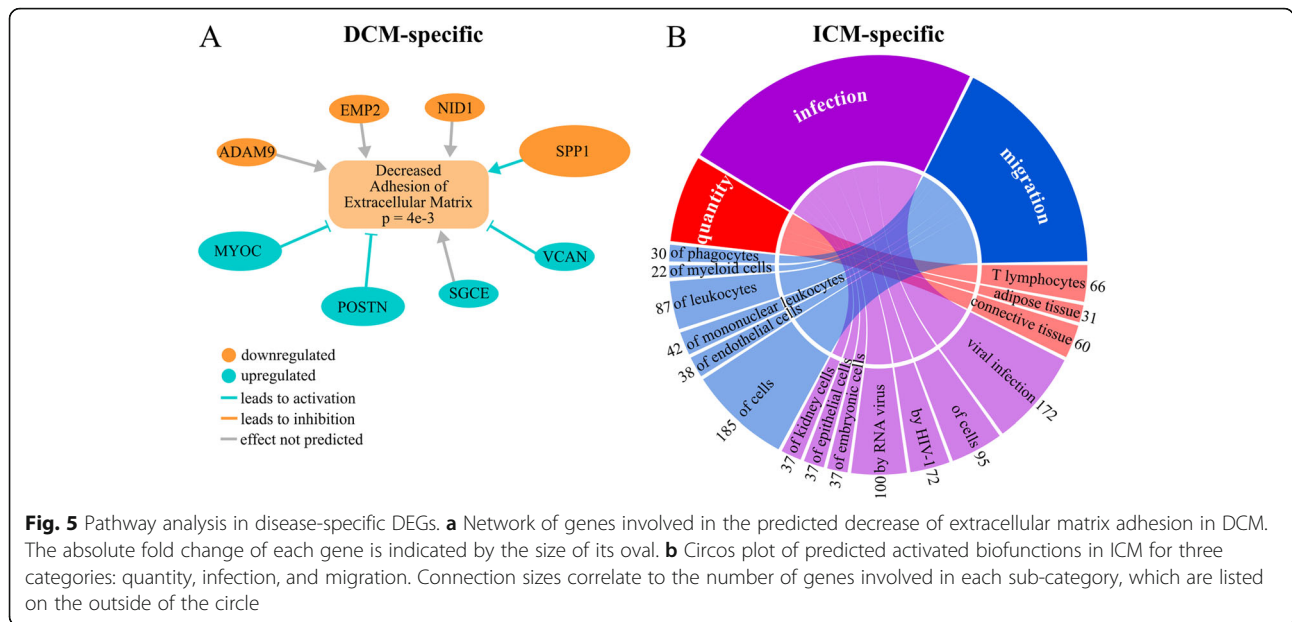 A
DCM-specific
EMP2
NID1
ADAM9
SPP1
Decreased
Adhesion of
Extracellular Matrix
p = 4e-3
MYOC
VCAN
POSTN
SGCE
downregulated
upregulated
leads to activation
leads to inhibition
effect not predicted
B
ICM-specific
infection
migration
quantity
30 of phagocytes
22 of myeloid cells
87 of leukocytes
42 of mononuclear leukocytes
38 of endothelial cells
185 of cells
37 of kidney cells
37 of epithelial cells
37 of embryonic cells
100 by RNA virus
by HIV-1 72
of cells 95
viral infection 172
connective tissue 60
adipose tissue 31
T lymphocytes 66
Fig. 5 Pathway analysis in disease-specific DEGs. a Network of genes involved in the predicted decrease of extracellular matrix adhesion in DCM.
The absolute fold change of each gene is indicated by the size of its oval. b Circos plot of predicted activated biofunctions in ICM for three
categories: quantity, infection, and migration. Connection sizes correlate to the number of genes involved in each sub-category, which are listed
on the outside of the circle